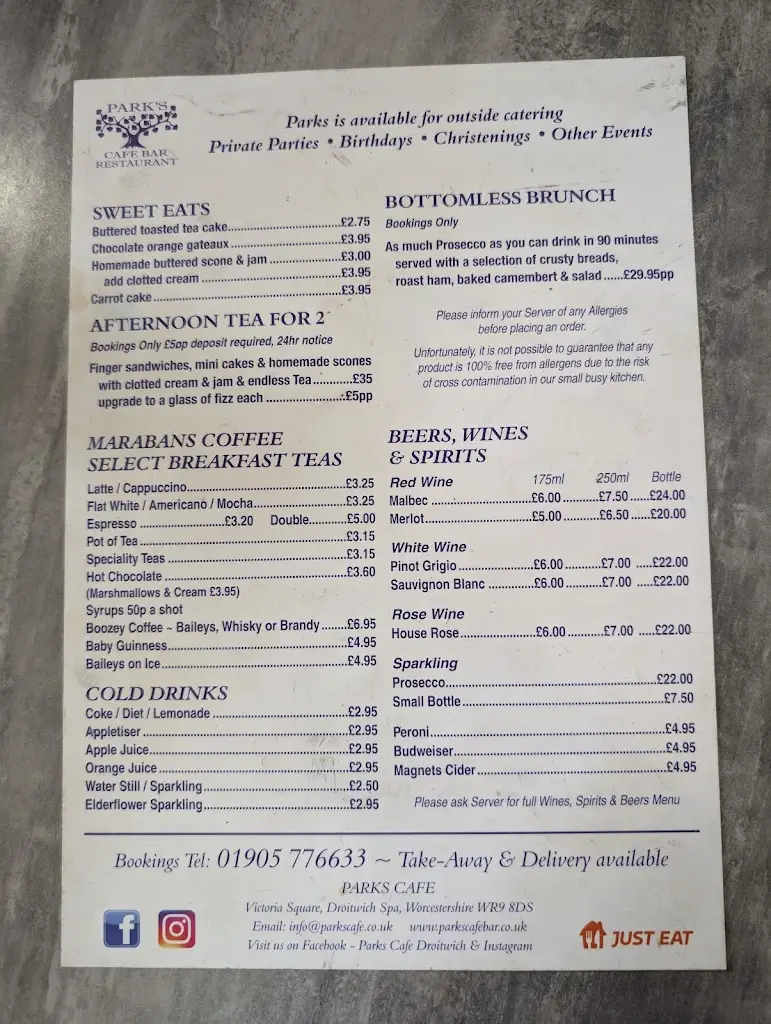 PARK'S
CAFE BAR
RESTAURANT
Parks is available for outside catering
Private Parties • Birthdays • Christenings • Other Events
SWEET EATS
Buttered toasted tea cake....................................£2.75
Chocolate orange gateaux...................................£3.95
Homemade buttered scone & jam........................£3.00
add clotted cream..............................................£3.95
Carrot cake..........................................................£3.95
AFTERNOON TEA FOR 2
Bookings Only £5pp deposit required, 24hr notice
Finger sandwiches, mini cakes & homemade scones
with clotted cream & jam & endless Tea............£35
upgrade to a glass of fizz each.......................£5pp
MARABANS COFFEE
SELECT BREAKFAST TEAS
Latte / Cappuccino...............................................£3.25
Flat White / Americano / Mocha...........................£3.25
Espresso.........................£3.20 Double............£5.00
Pot of Tea............................................................£3.15
Speciality Teas.....................................................£3.15
Hot Chocolate......................................................£3.60
(Marshmallows & Cream £3.95)
Syrups 50p a shot
Boozey Coffee ~ Baileys, Whisky or Brandy.......£6.95
Baby Guinness....................................................£4.95
Baileys on Ice.....................................................£4.95
COLD DRINKS
Coke / Diet / Lemonade.......................................£2.95
Appletiser............................................................£2.95
Apple Juice.........................................................£2.95
Orange Juice.......................................................£2.95
Water Still / Sparkling..........................................£2.50
Elderflower Sparkling...........................................£2.95
BOTTOMLESS BRUNCH
Bookings Only
As much Prosecco as you can drink in 90 minutes
served with a selection of crusty breads,
roast ham, baked camembert & salad......£29.95pp
Please inform your Server of any Allergies
before placing an order.
Unfortunately, it is not possible to guarantee that any
product is 100% free from allergens due to the risk
of cross contamination in our small busy kitchen.
BEERS, WINES
& SPIRITS
Red Wine 175ml 250ml Bottle
Malbec..............................£6.00..........£7.50.....£24.00
Merlot................................£5.00..........£6.50.....£20.00
White Wine
Pinot Grigio.......................£6.00..........£7.00.....£22.00
Sauvignon Blanc...............£6.00..........£7.00.....£22.00
Rose Wine
House Rose......................£6.00..........£7.00.....£22.00
Sparkling
Prosecco............................................................£22.00
Small Bottle..........................................................£7.50
Peroni..................................................................£4.95
Budweiser............................................................£4.95
Magnets Cider......................................................£4.95
Please ask Server for full Wines, Spirits & Beers Menu
Bookings Tel: 01905 776633 ~ Take-Away & Delivery available
PARKS CAFE
Victoria Square, Droitwich Spa, Worcestershire WR9 8DS
Email: info@parkscafe.co.uk www.parkscafebar.co.uk
Visit us on Facebook - Parks Cafe Droitwich & Instagram
JUST EAT